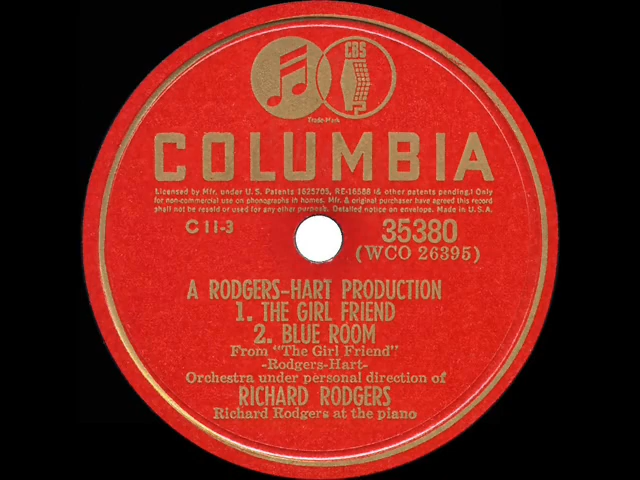 CBS
Trade-Mark
COLUMBIA
Licensed by Mfr. under U.S. Patents 1625705, RE-16588 (& other patents pending.) Only
for non-commercial use on phonographs in homes. Mfr. & original purchaser have agreed this record
shall not be resold or used for any other purpose. Detailed notice on envelope. Made in U.S.A.
C 11-3
35380
(WCO 26395)
A RODGERS-HART PRODUCTION
1. THE GIRL FRIEND
2. BLUE ROOM
From "The Girl Friend"
-Rodgers-Hart-
Orchestra under personal direction of
RICHARD RODGERS
Richard Rodgers at the piano